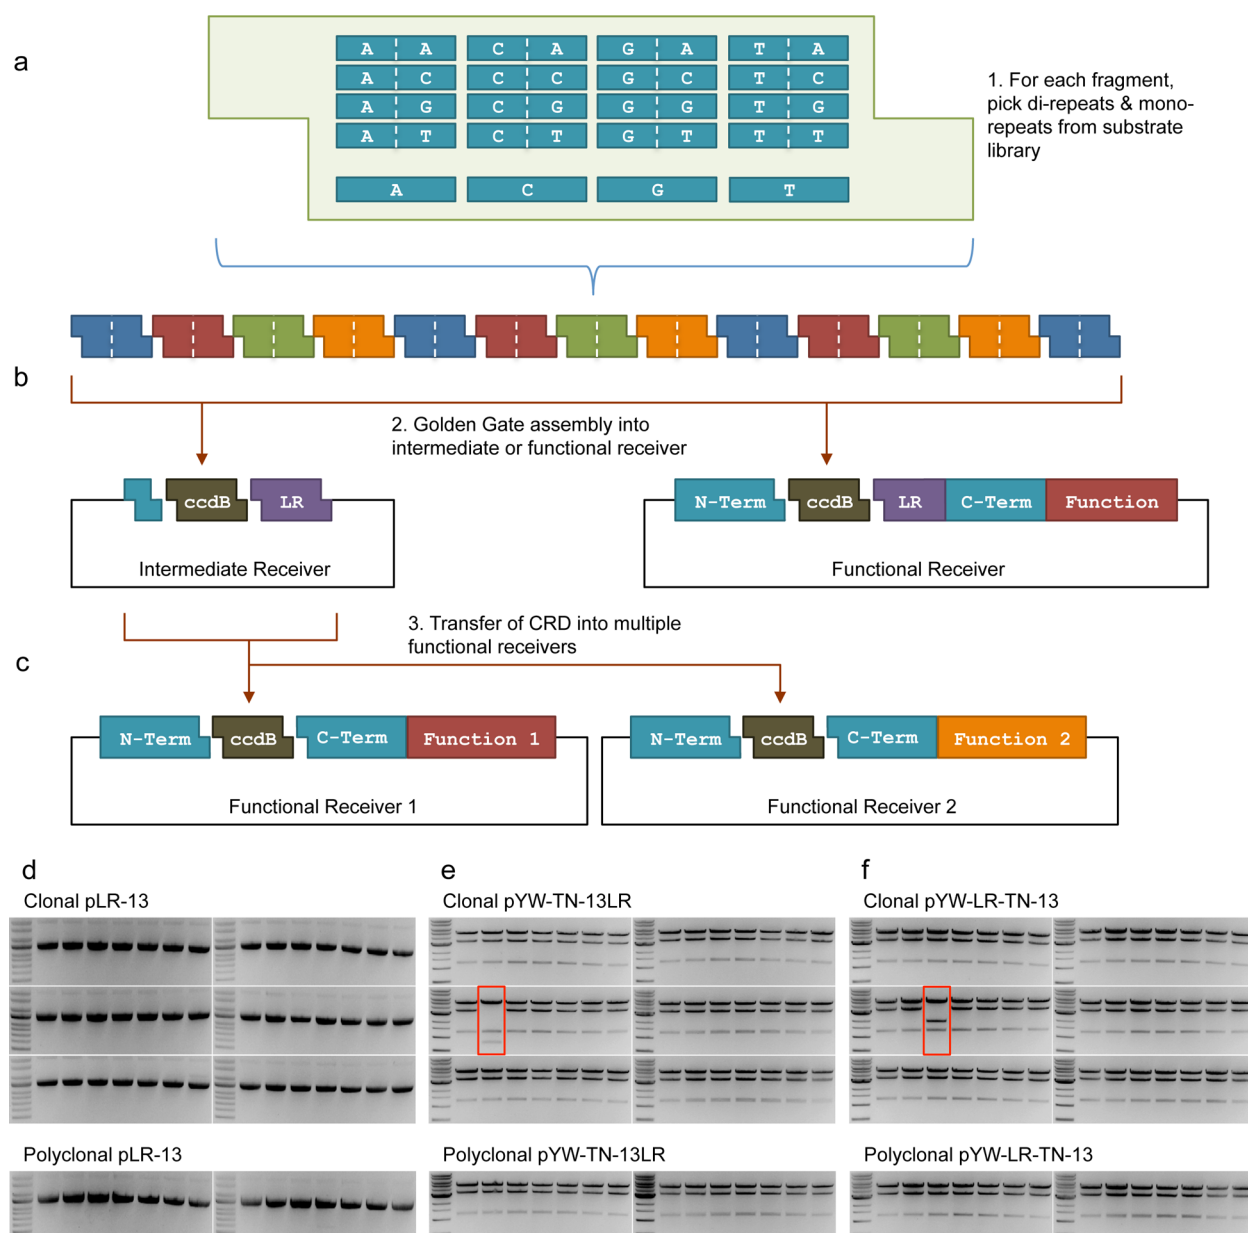 a
A A C A G A T A
A C C C G C T C
A G C G G G T G
A T C T G T T T
A C G T
1. For each fragment,
pick di-repeats & mono-
repeats from substrate
library
b
2. Golden Gate assembly into
intermediate or functional receiver
ccdB LR
Intermediate Receiver
N-Term ccdB LR C-Term Function
Functional Receiver
3. Transfer of CRD into multiple
functional receivers
c
N-Term ccdB C-Term Function 1
Functional Receiver 1
N-Term ccdB C-Term Function 2
Functional Receiver 2
d
Clonal pLR-13
Polyclonal pLR-13
e
Clonal pYW-TN-13LR
Polyclonal pYW-TN-13LR
f
Clonal pYW-LR-TN-13
Polyclonal pYW-LR-TN-13